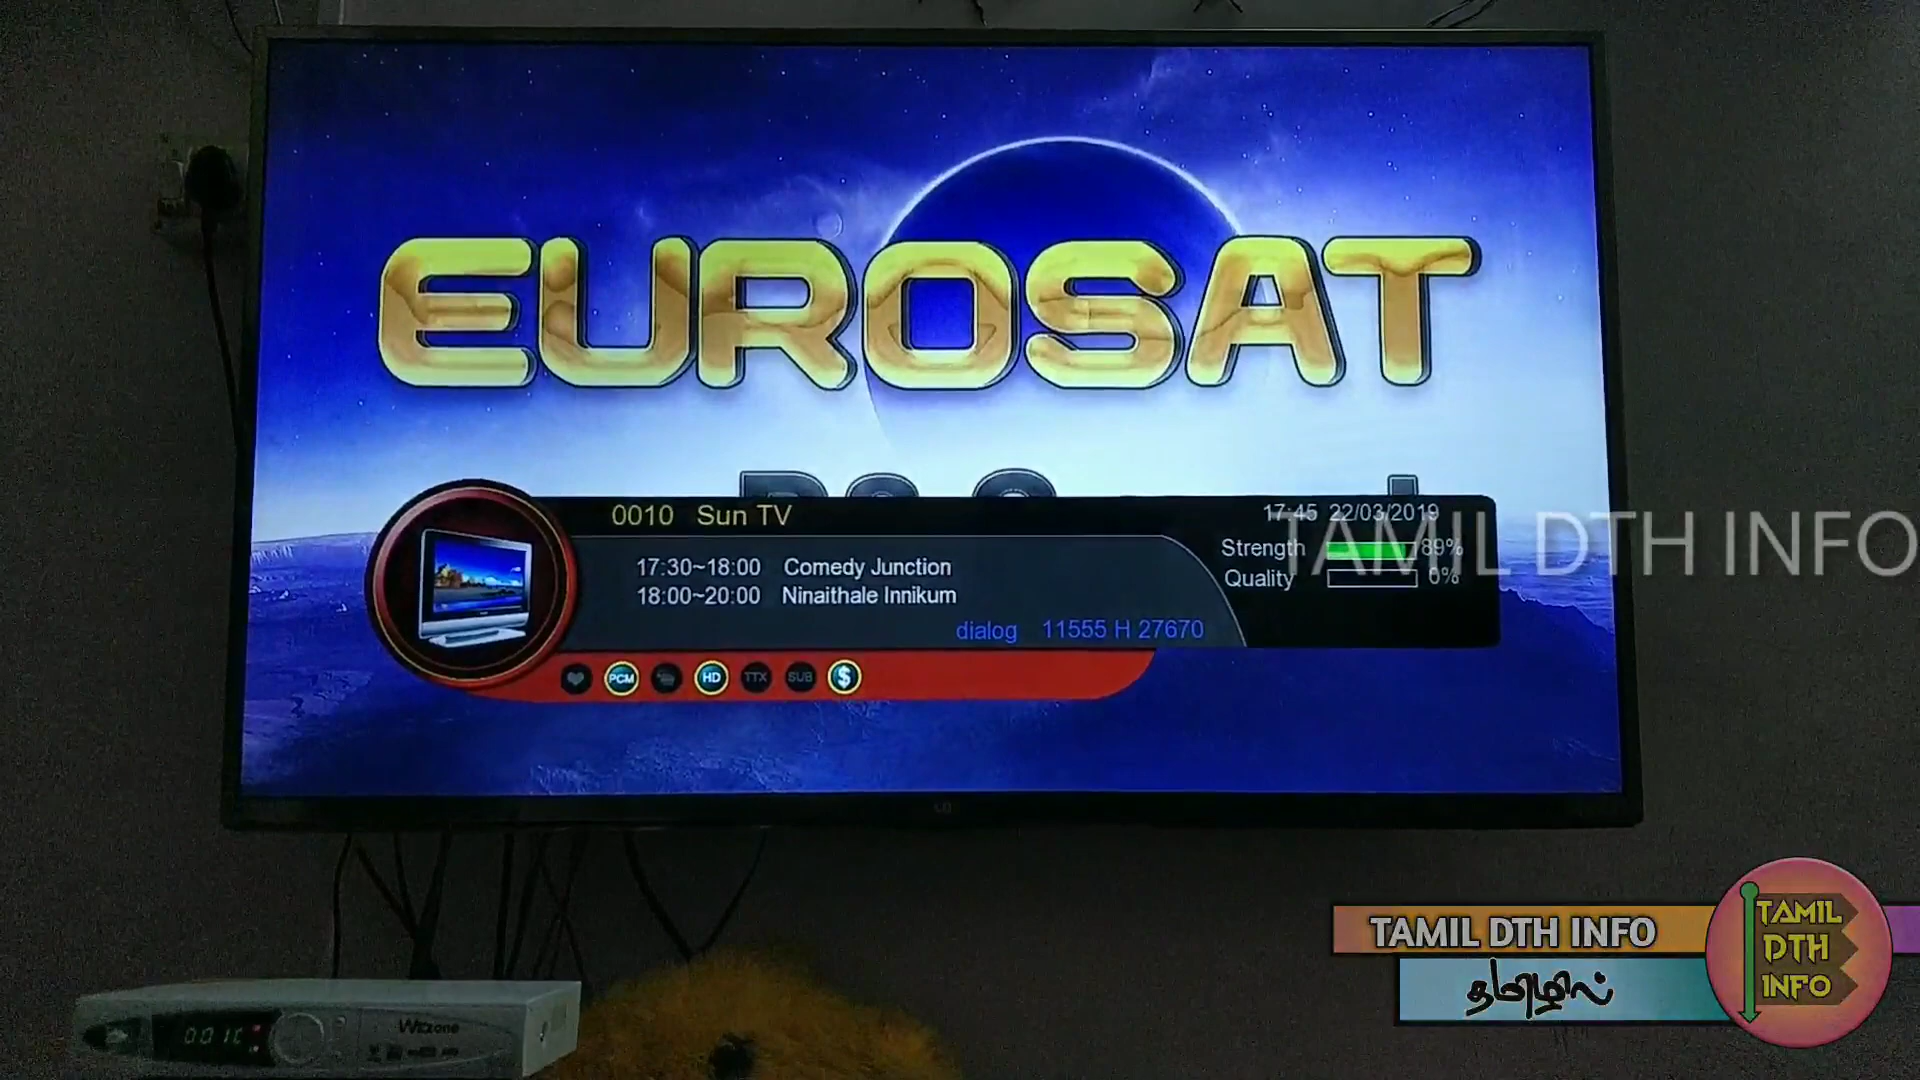 EUROSAT
0010 Sun TV
17:45 22/03/2019
Strength 89%
Quality 0%
17:30~18:00 Comedy Junction
18:00~20:00 Ninaithale Innikum
dialog 11555 H 27670
PCM HD TTX SUB $
TAMIL DTH INFO
LG
TAMIL DTH INFO
தமிழில்
TAMIL
DTH
INFO